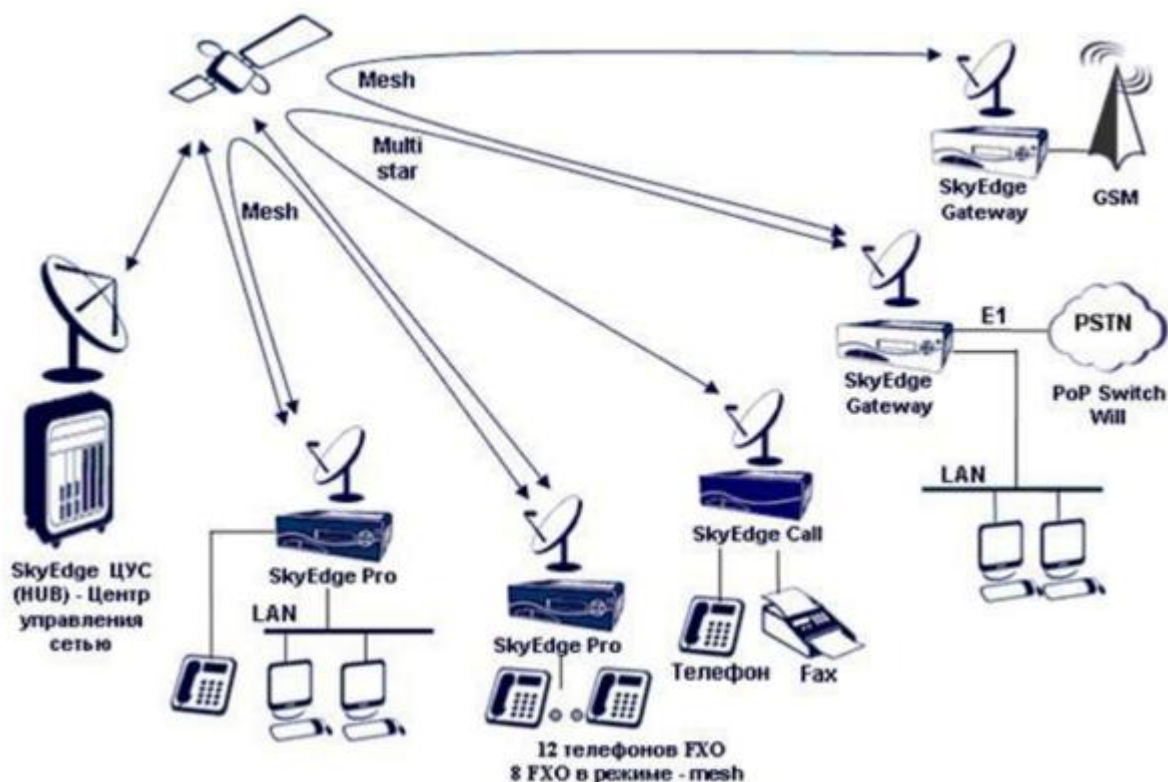 Mesh
Multi
star
Mesh
SkyEdge
Gateway
GSM
E1
PSTN
SkyEdge
Gateway
PoP Switch
Will
LAN
SkyEdge Call
SkyEdge Pro
SkyEdge ЦУС
(HUB) - Центр
управления
сетью
LAN
SkyEdge Pro
Телефон
Fax
12 телефонов FXO
8 FXO в режиме - mesh